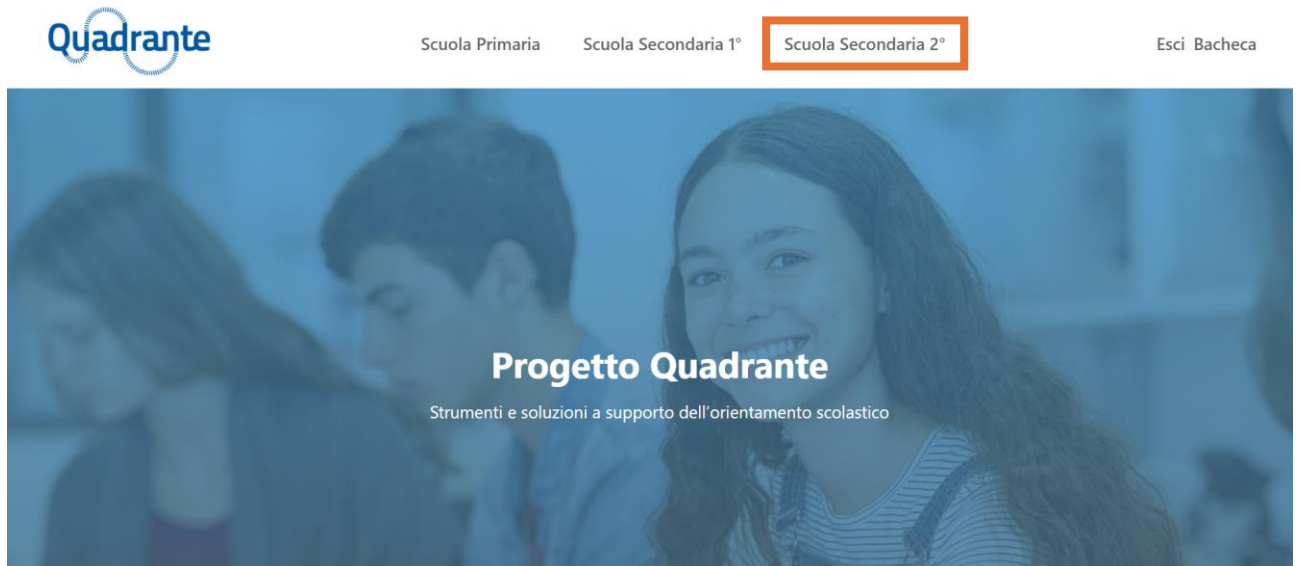 Quadrante
Scuola Primaria Scuola Secondaria 1° Scuola Secondaria 2° Esci Bacheca
Progetto Quadrante
Strumenti e soluzioni a supporto dell'orientamento scolastico